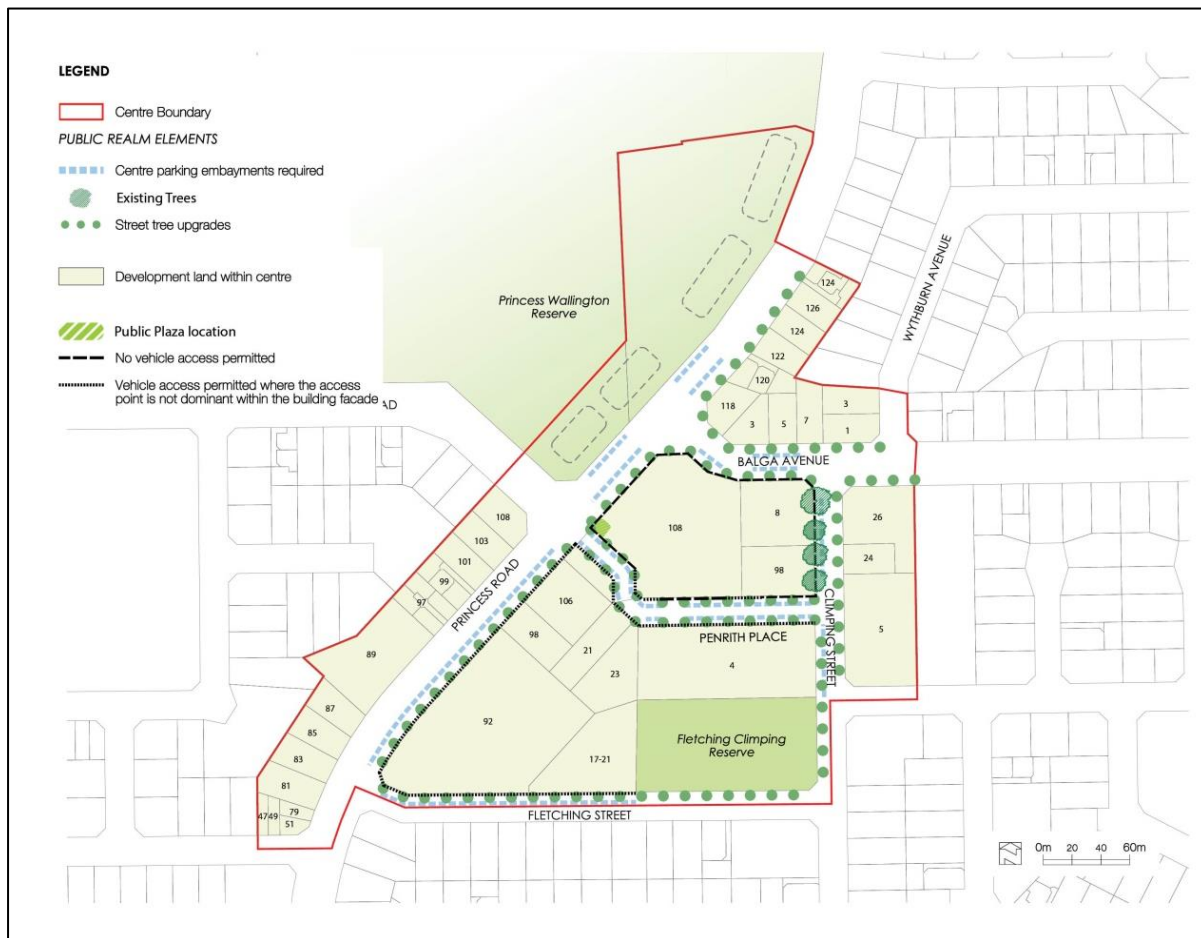 LEGEND
Centre Boundary
PUBLIC REALM ELEMENTS
Centre parking embayments required
Existing Trees
Street tree upgrades
Development land within centre
Public Plaza location
No vehicle access permitted
Vehicle access permitted where the access
point is not dominant within the building facade
AD
Princess Wallington
Reserve
WYTHBURN AVENUE
124
126
124
122
120
118
3
5
7
3
1
BALGA AVENUE
108
103
101
99
97
89
87
85
83
81
79
47
49
51
PRINCESS ROAD
108
8
98
26
24
5
CLIMPING STREET
PENRITH PLACE
106
98
21
23
4
92
17-21
Fletching Climping
Reserve
FLETCHING STREET
0m 20 40 60m